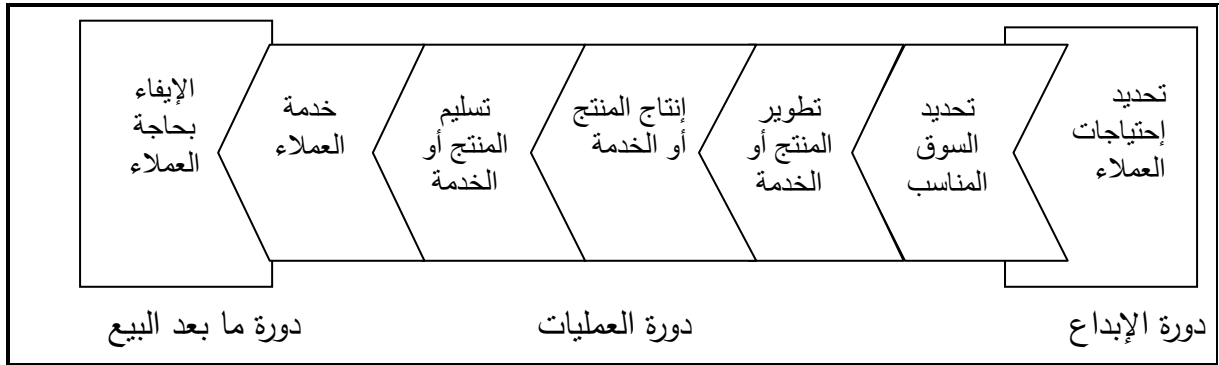 تحديد
إحتياجات
العملاء
تحديد
السوق
المناسب
تطوير
المنتج أو
الخدمة
إنتاج المنتج
أو الخدمة
تسليم
المنتج أو
الخدمة
خدمة
العملاء
الإيفاء
بحاجة
العملاء
دورة الإبداع
دورة العمليات
دورة ما بعد البيع